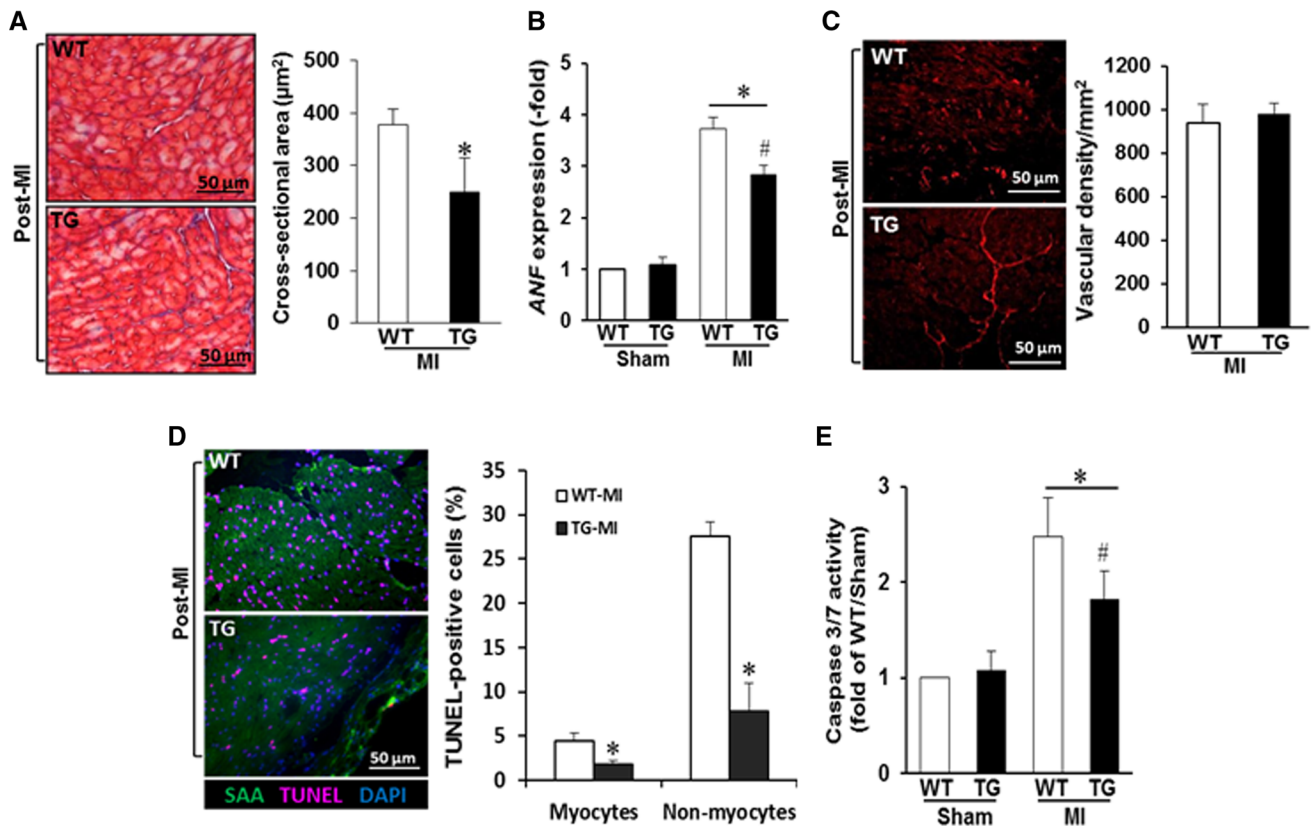 A
Post-MI
WT
50 µm
TG
50 µm
Cross-sectional area (µm²)
500
400
300
200
100
0
*
WT TG
MI
B
ANF expression (-fold)
5
4
3
2
1
0
*
#
WT TG WT TG
Sham MI
C
Post-MI
WT
50 µm
TG
50 µm
Vascular density/mm²
1200
1000
800
600
400
200
0
WT TG
MI
D
Post-MI
WT
TG
50 µm
SAA TUNEL DAPI
TUNEL-positive cells (%)
35
30
25
20
15
10
5
0
WT-MI
TG-MI
*
*
Myocytes Non-myocytes
E
Caspase 3/7 activity
(fold of WT/Sham)
3
2
1
0
*
#
WT TG WT TG
Sham MI